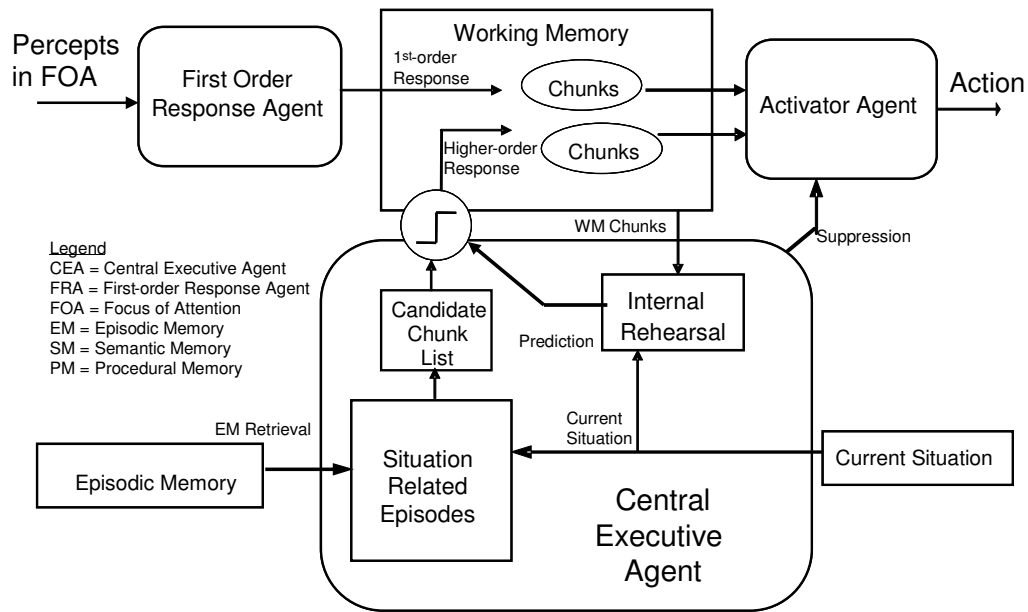 Percepts
in FOA
First Order
Response Agent
Working Memory
1st-order
Response
Chunks
Higher-order
Response
Chunks
Activator Agent
Action
WM Chunks
Suppression
Legend
CEA = Central Executive Agent
FRA = First-order Response Agent
FOA = Focus of Attention
EM = Episodic Memory
SM = Semantic Memory
PM = Procedural Memory
Candidate
Chunk
List
Prediction
Internal
Rehearsal
EM Retrieval
Episodic Memory
Situation
Related
Episodes
Current
Situation
Current Situation
Central
Executive
Agent